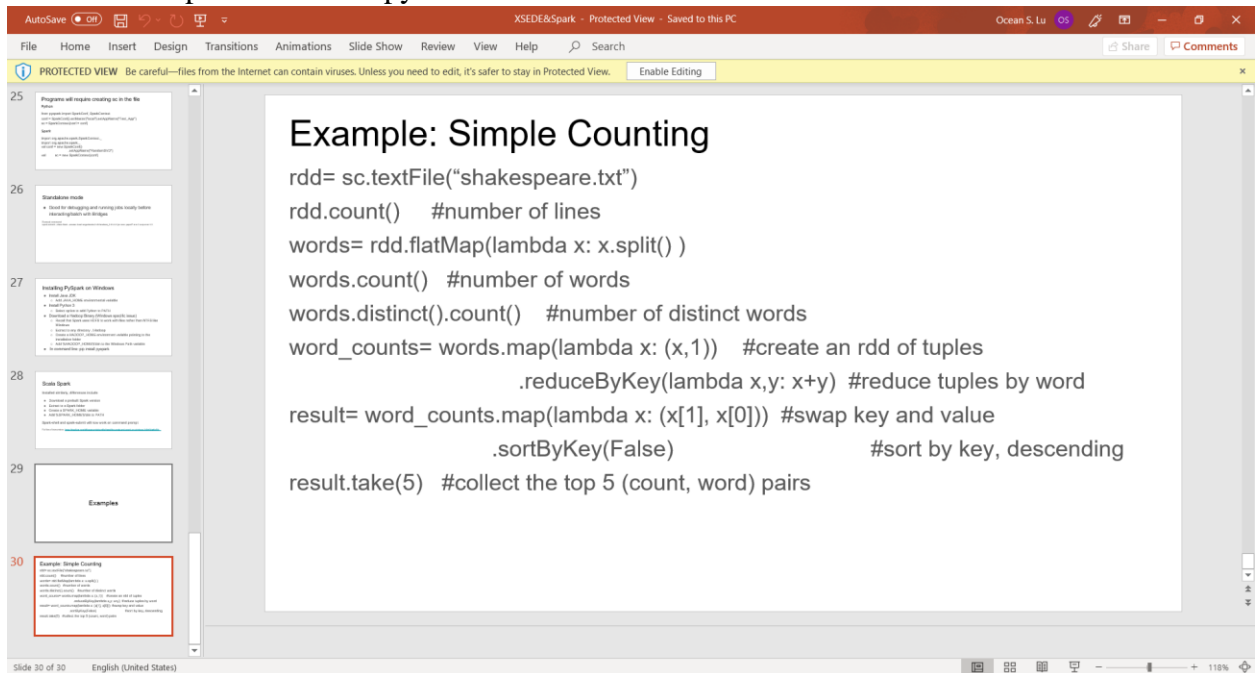 AutoSave Off XSEDE&Spark - Protected View - Saved to this PC Ocean S. Lu OS
File Home Insert Design Transitions Animations Slide Show Review View Help Search Share Comments
PROTECTED VIEW Be careful—files from the Internet can contain viruses. Unless you need to edit, it's safer to stay in Protected View. Enable Editing
25
Programs will require creating sc in the file
26
Standalone mode
27
Installing PySpark on Windows
28
Scala Spark
29
Examples
30
Example: Simple Counting
Example: Simple Counting
rdd= sc.textFile(“shakespeare.txt”)
rdd.count() #number of lines
words= rdd.flatMap(lambda x: x.split() )
words.count() #number of words
words.distinct().count() #number of distinct words
word_counts= words.map(lambda x: (x,1)) #create an rdd of tuples
.reduceByKey(lambda x,y: x+y) #reduce tuples by word
result= word_counts.map(lambda x: (x[1], x[0])) #swap key and value
.sortByKey(False) #sort by key, descending
result.take(5) #collect the top 5 (count, word) pairs
Slide 30 of 30 English (United States) 118%